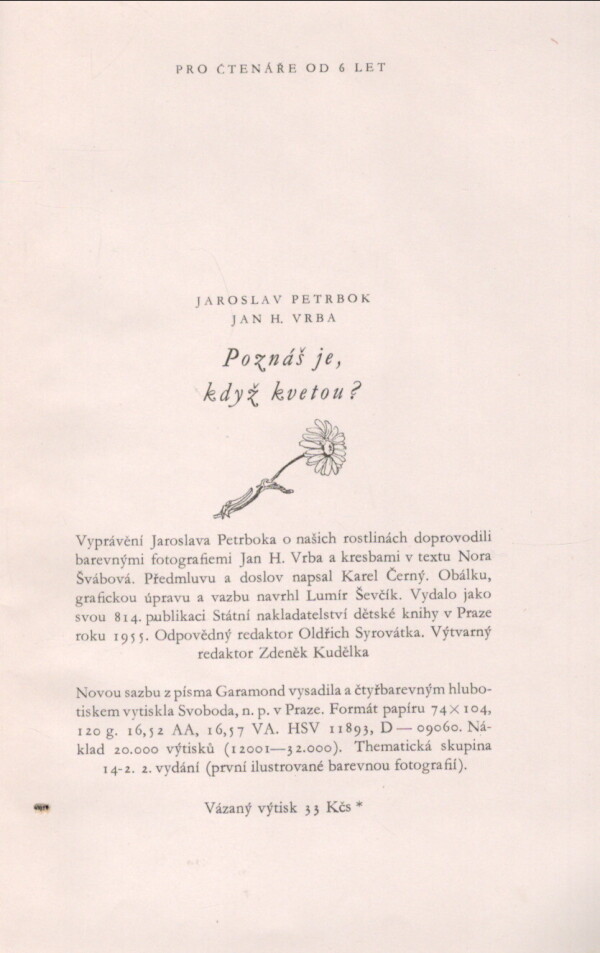 PRO ČTENÁŘE OD 6 LET
JAROSLAV PETRBOK
JAN H. VRBA
Poznáš je,
když kvetou?
Vyprávění Jaroslava Petrboka o našich rostlinách doprovodili
barevnými fotografiemi Jan H. Vrba a kresbami v textu Nora
Švábová. Předmluvu a doslov napsal Karel Černý. Obálku,
grafickou úpravu a vazbu navrhl Lumír Ševčík. Vydalo jako
svou 814. publikaci Státní nakladatelství dětské knihy v Praze
roku 1955. Odpovědný redaktor Oldřich Syrovátka. Výtvarný
redaktor Zdeněk Kudělka
Novou sazbu z písma Garamond vysadila a čtyřbarevným hlubo-
tiskem vytiskla Svoboda, n. p. v Praze. Formát papíru 74×104,
120 g. 16,52 AA, 16,57 VA. HSV 11893, D — 09060. Ná-
klad 20.000 výtisků (12001—32.000). Thematická skupina
14-2. 2. vydání (první ilustrované barevnou fotografií).
Vázaný výtisk 33 Kčs *